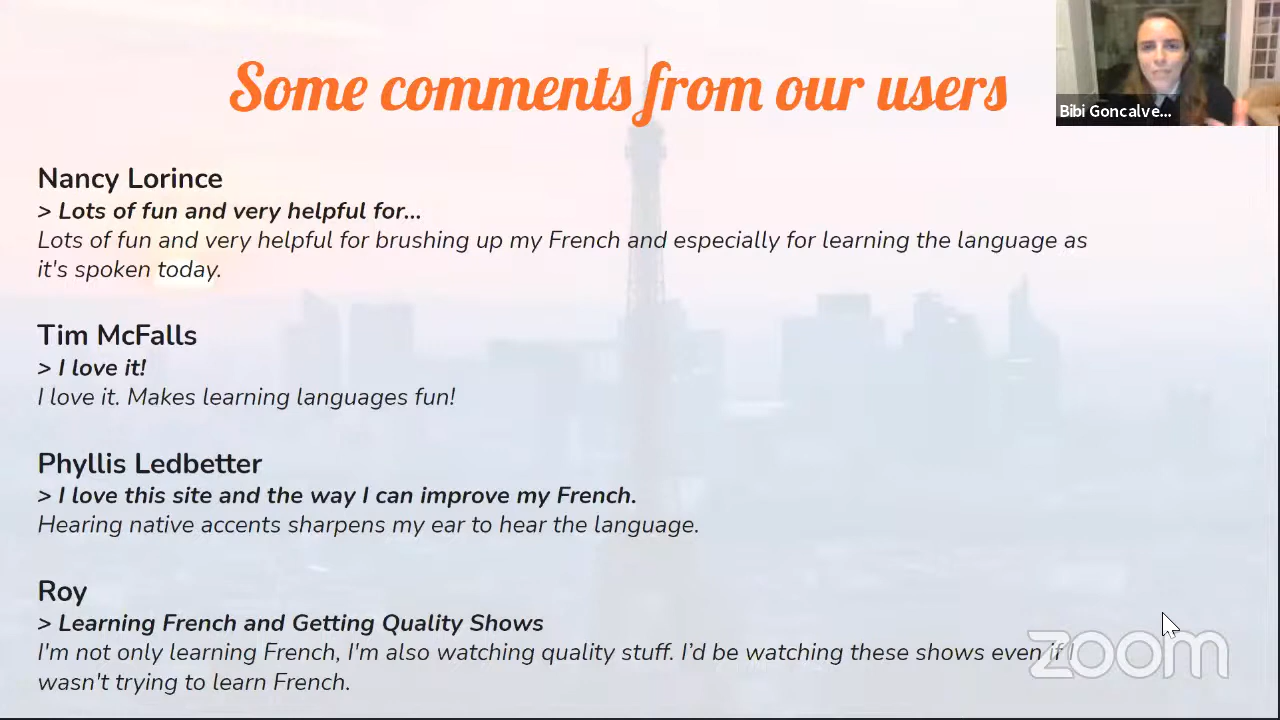 Some comments from our users
Bibi Goncalve...
Nancy Lorince
> Lots of fun and very helpful for...
Lots of fun and very helpful for brushing up my French and especially for learning the language as
it's spoken today.
Tim McFalls
> I love it!
I love it. Makes learning languages fun!
Phyllis Ledbetter
> I love this site and the way I can improve my French.
Hearing native accents sharpens my ear to hear the language.
Roy
> Learning French and Getting Quality Shows
I'm not only learning French, I'm also watching quality stuff. I’d be watching these shows even if I
wasn't trying to learn French.
zoom